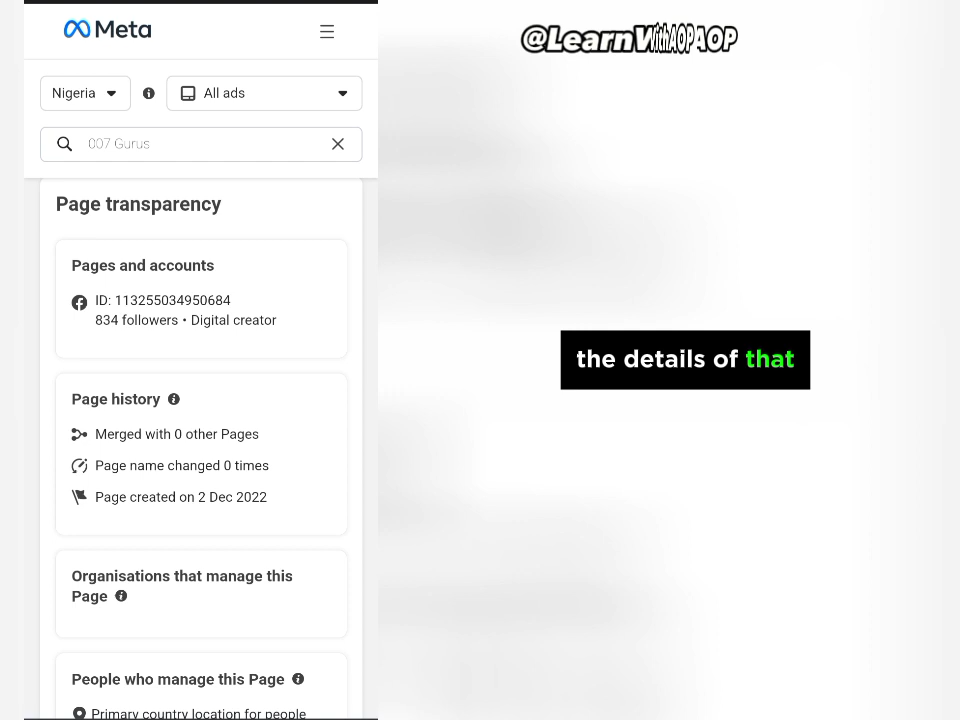 Meta
Nigeria
All ads
007 Gurus
Page transparency
Pages and accounts
ID: 113255034950684
834 followers • Digital creator
Page history
Merged with 0 other Pages
Page name changed 0 times
Page created on 2 Dec 2022
Organisations that manage this
Page
People who manage this Page
Primary country location for people
@LearnWithAOP
the details of that